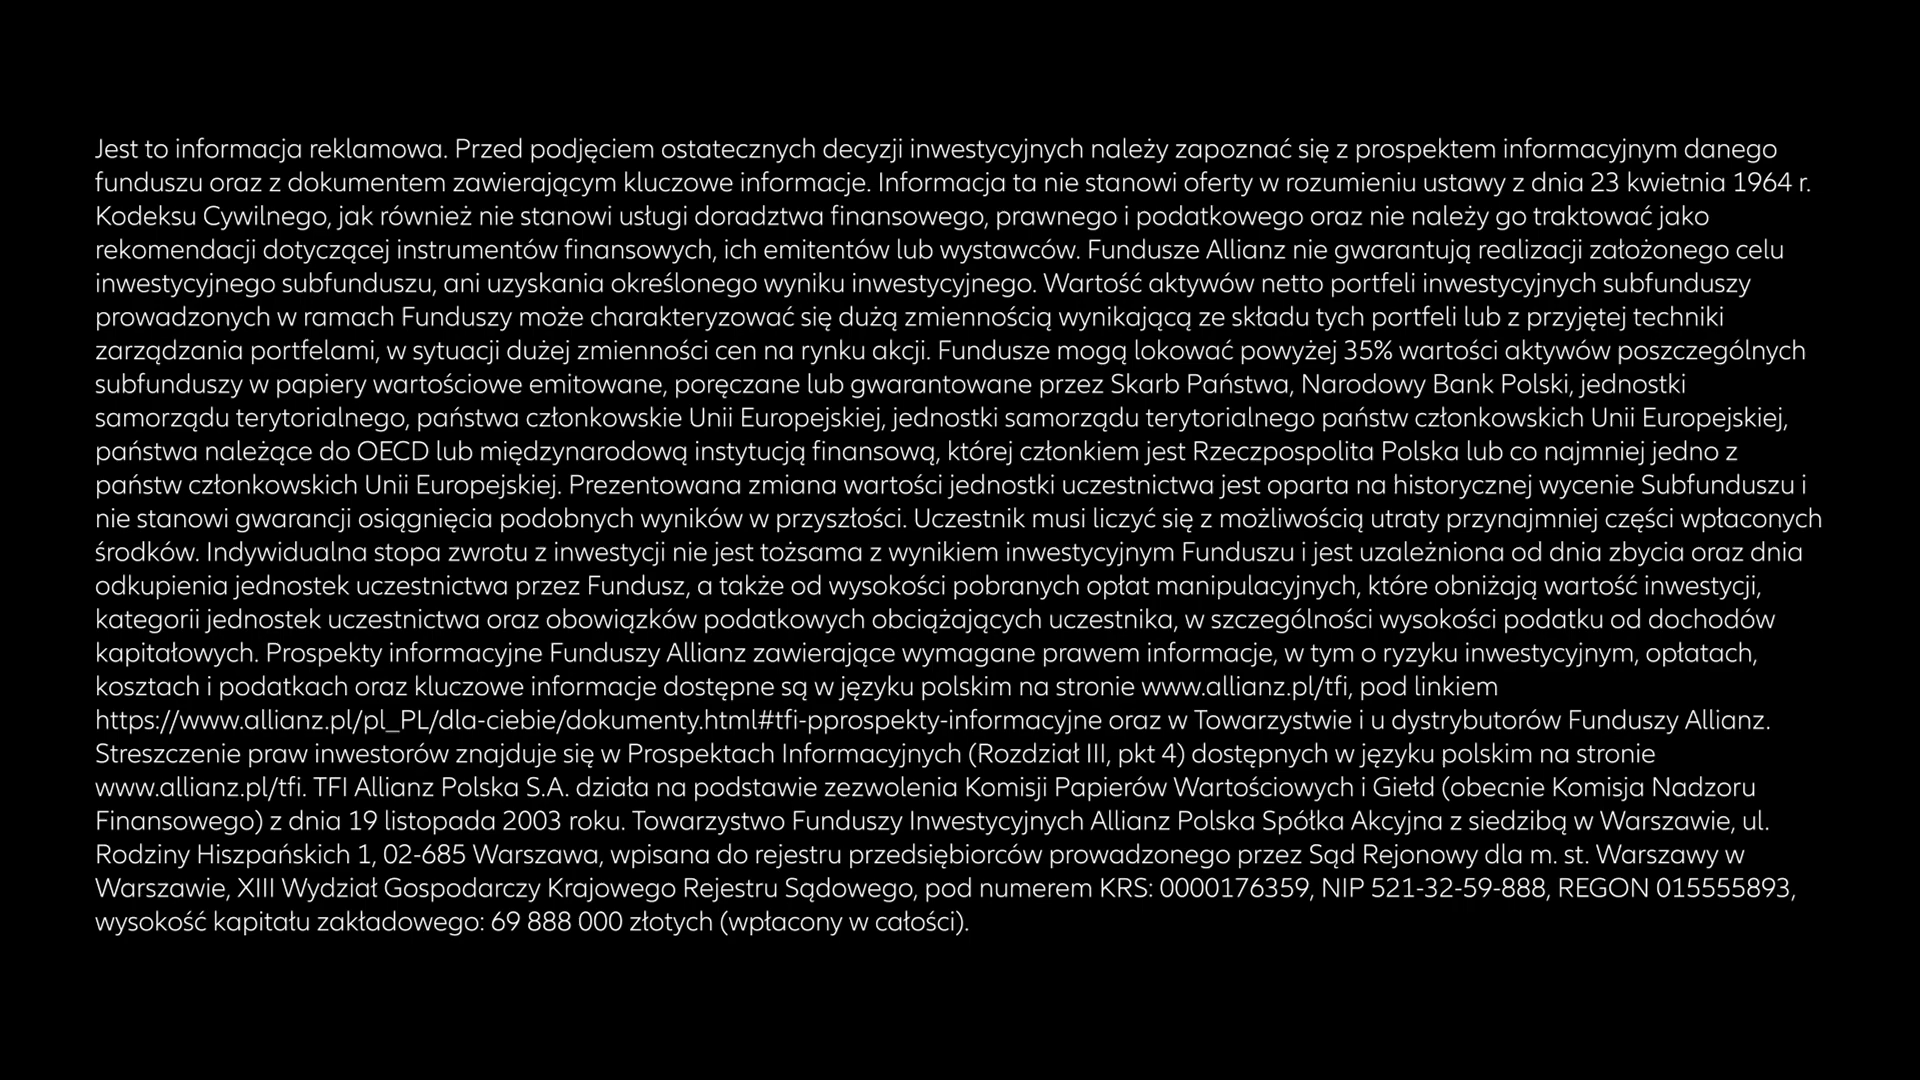 Jest to informacja reklamowa. Przed podjęciem ostatecznych decyzji inwestycyjnych należy zapoznać się z prospektem informacyjnym danego
funduszu oraz z dokumentem zawierającym kluczowe informacje. Informacja ta nie stanowi oferty w rozumieniu ustawy z dnia 23 kwietnia 1964 r.
Kodeksu Cywilnego, jak również nie stanowi usługi doradztwa finansowego, prawnego i podatkowego oraz nie należy go traktować jako
rekomendacji dotyczącej instrumentów finansowych, ich emitentów lub wystawców. Fundusze Allianz nie gwarantują realizacji założonego celu
inwestycyjnego subfunduszu, ani uzyskania określonego wyniku inwestycyjnego. Wartość aktywów netto portfeli inwestycyjnych subfunduszy
prowadzonych w ramach Funduszy może charakteryzować się dużą zmiennością wynikającą ze składu tych portfeli lub z przyjętej techniki
zarządzania portfelami, w sytuacji dużej zmienności cen na rynku akcji. Fundusze mogą lokować powyżej 35% wartości aktywów poszczególnych
subfunduszy w papiery wartościowe emitowane, poręczane lub gwarantowane przez Skarb Państwa, Narodowy Bank Polski, jednostki
samorządu terytorialnego, państwa członkowskie Unii Europejskiej, jednostki samorządu terytorialnego państw członkowskich Unii Europejskiej,
państwa należące do OECD lub międzynarodową instytucją finansową, której członkiem jest Rzeczpospolita Polska lub co najmniej jedno z
państw członkowskich Unii Europejskiej. Prezentowana zmiana wartości jednostki uczestnictwa jest oparta na historycznej wycenie Subfunduszu i
nie stanowi gwarancji osiągnięcia podobnych wyników w przyszłości. Uczestnik musi liczyć się z możliwością utraty przynajmniej części wpłaconych
środków. Indywidualna stopa zwrotu z inwestycji nie jest tożsama z wynikiem inwestycyjnym Funduszu i jest uzależniona od dnia zbycia oraz dnia
odkupienia jednostek uczestnictwa przez Fundusz, a także od wysokości pobranych opłat manipulacyjnych, które obniżają wartość inwestycji,
kategorii jednostek uczestnictwa oraz obowiązków podatkowych obciążających uczestnika, w szczególności wysokości podatku od dochodów
kapitałowych. Prospekty informacyjne Funduszy Allianz zawierające wymagane prawem informacje, w tym o ryzyku inwestycyjnym, opłatach,
kosztach i podatkach oraz kluczowe informacje dostępne są w języku polskim na stronie www.allianz.pl/tfi, pod linkiem
https://www.allianz.pl/pl_PL/dla-ciebie/dokumenty.html#tfi-pprospekty-informacyjne oraz w Towarzystwie i u dystrybutorów Funduszy Allianz.
Streszczenie praw inwestorów znajduje się w Prospektach Informacyjnych (Rozdział III, pkt 4) dostępnych w języku polskim na stronie
www.allianz.pl/tfi. TFI Allianz Polska S.A. działa na podstawie zezwolenia Komisji Papierów Wartościowych i Giełd (obecnie Komisja Nadzoru
Finansowego) z dnia 19 listopada 2003 roku. Towarzystwo Funduszy Inwestycyjnych Allianz Polska Spółka Akcyjna z siedzibą w Warszawie, ul.
Rodziny Hiszpańskich 1, 02-685 Warszawa, wpisana do rejestru przedsiębiorców prowadzonego przez Sąd Rejonowy dla m. st. Warszawy w
Warszawie, XIII Wydział Gospodarczy Krajowego Rejestru Sądowego, pod numerem KRS: 0000176359, NIP 521-32-59-888, REGON 015555893,
wysokość kapitału zakładowego: 69 888 000 złotych (wpłacony w całości).